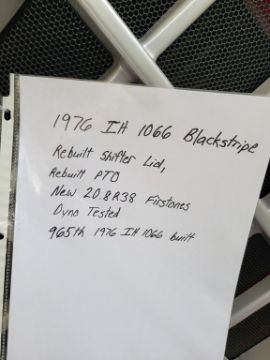 1976 IH 1066 Blackstripe
Rebuilt Shifter Lid,
Rebuilt PTO
New 20.8R38 Firstones
Dyno Tested
965th 1976 IH 1066 built